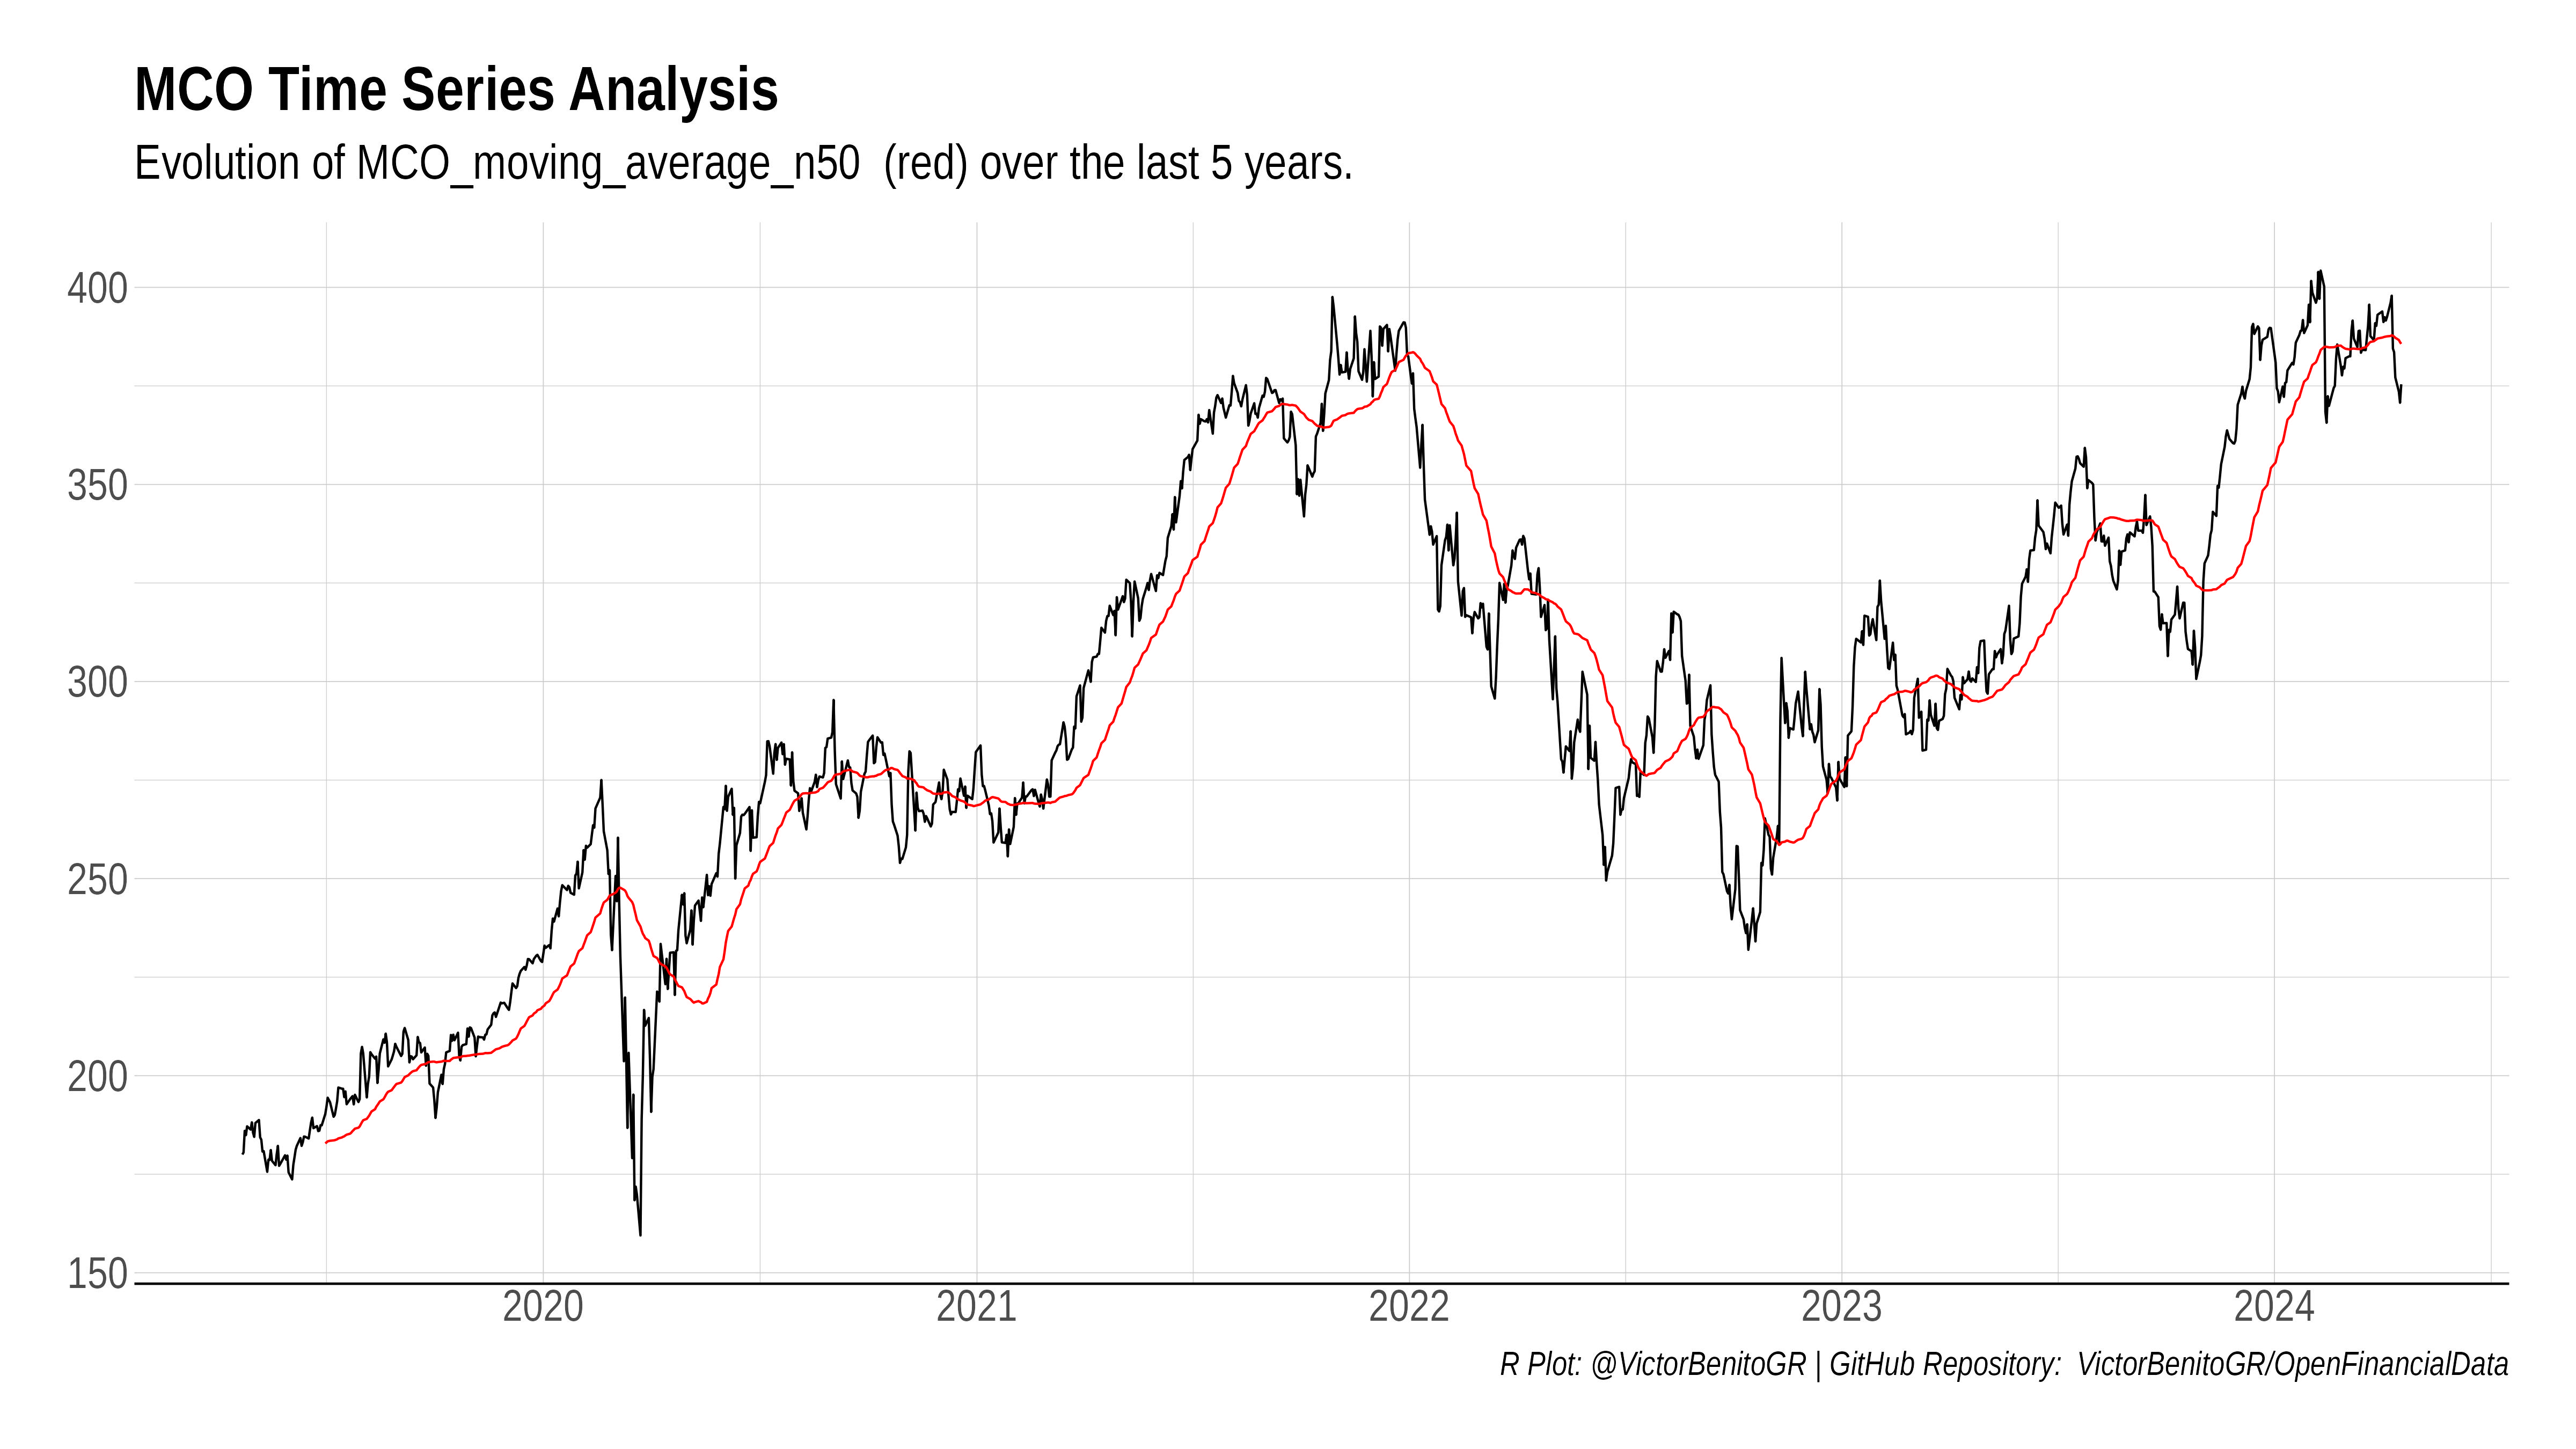 MCO Time Series Analysis
Evolution of MCO_moving_average_n50  (red) over the last 5 years.
400
350
300
250
200
150
2020 2021 2022 2023 2024
R Plot: @VictorBenitoGR | GitHub Repository:  VictorBenitoGR/OpenFinancialData